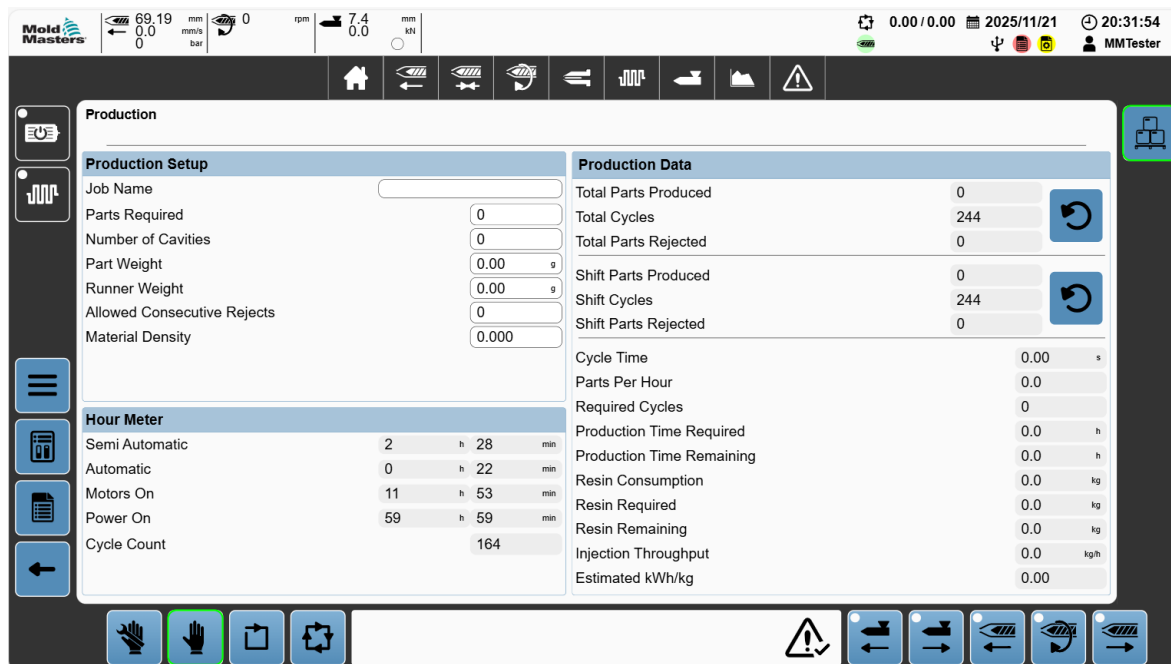 Mold Masters
69.19 mm 0 rpm 7.4 mm 0.00 / 0.00 2025/11/21 20:31:54
0.0 mm/s 0.0 kN MMTester
0 bar
Production
Production Setup
Job Name
Parts Required 0
Number of Cavities 0
Part Weight 0.00 g
Runner Weight 0.00 g
Allowed Consecutive Rejects 0
Material Density 0.000
Hour Meter
Semi Automatic 2 h 28 min
Automatic 0 h 22 min
Motors On 11 h 53 min
Power On 59 h 59 min
Cycle Count 164
Production Data
Total Parts Produced 0
Total Cycles 244
Total Parts Rejected 0
Shift Parts Produced 0
Shift Cycles 244
Shift Parts Rejected 0
Cycle Time 0.00 s
Parts Per Hour 0.0
Required Cycles 0
Production Time Required 0.0 h
Production Time Remaining 0.0 h
Resin Consumption 0.0 kg
Resin Required 0.0 kg
Resin Remaining 0.0 kg
Injection Throughput 0.0 kg/h
Estimated kWh/kg 0.00